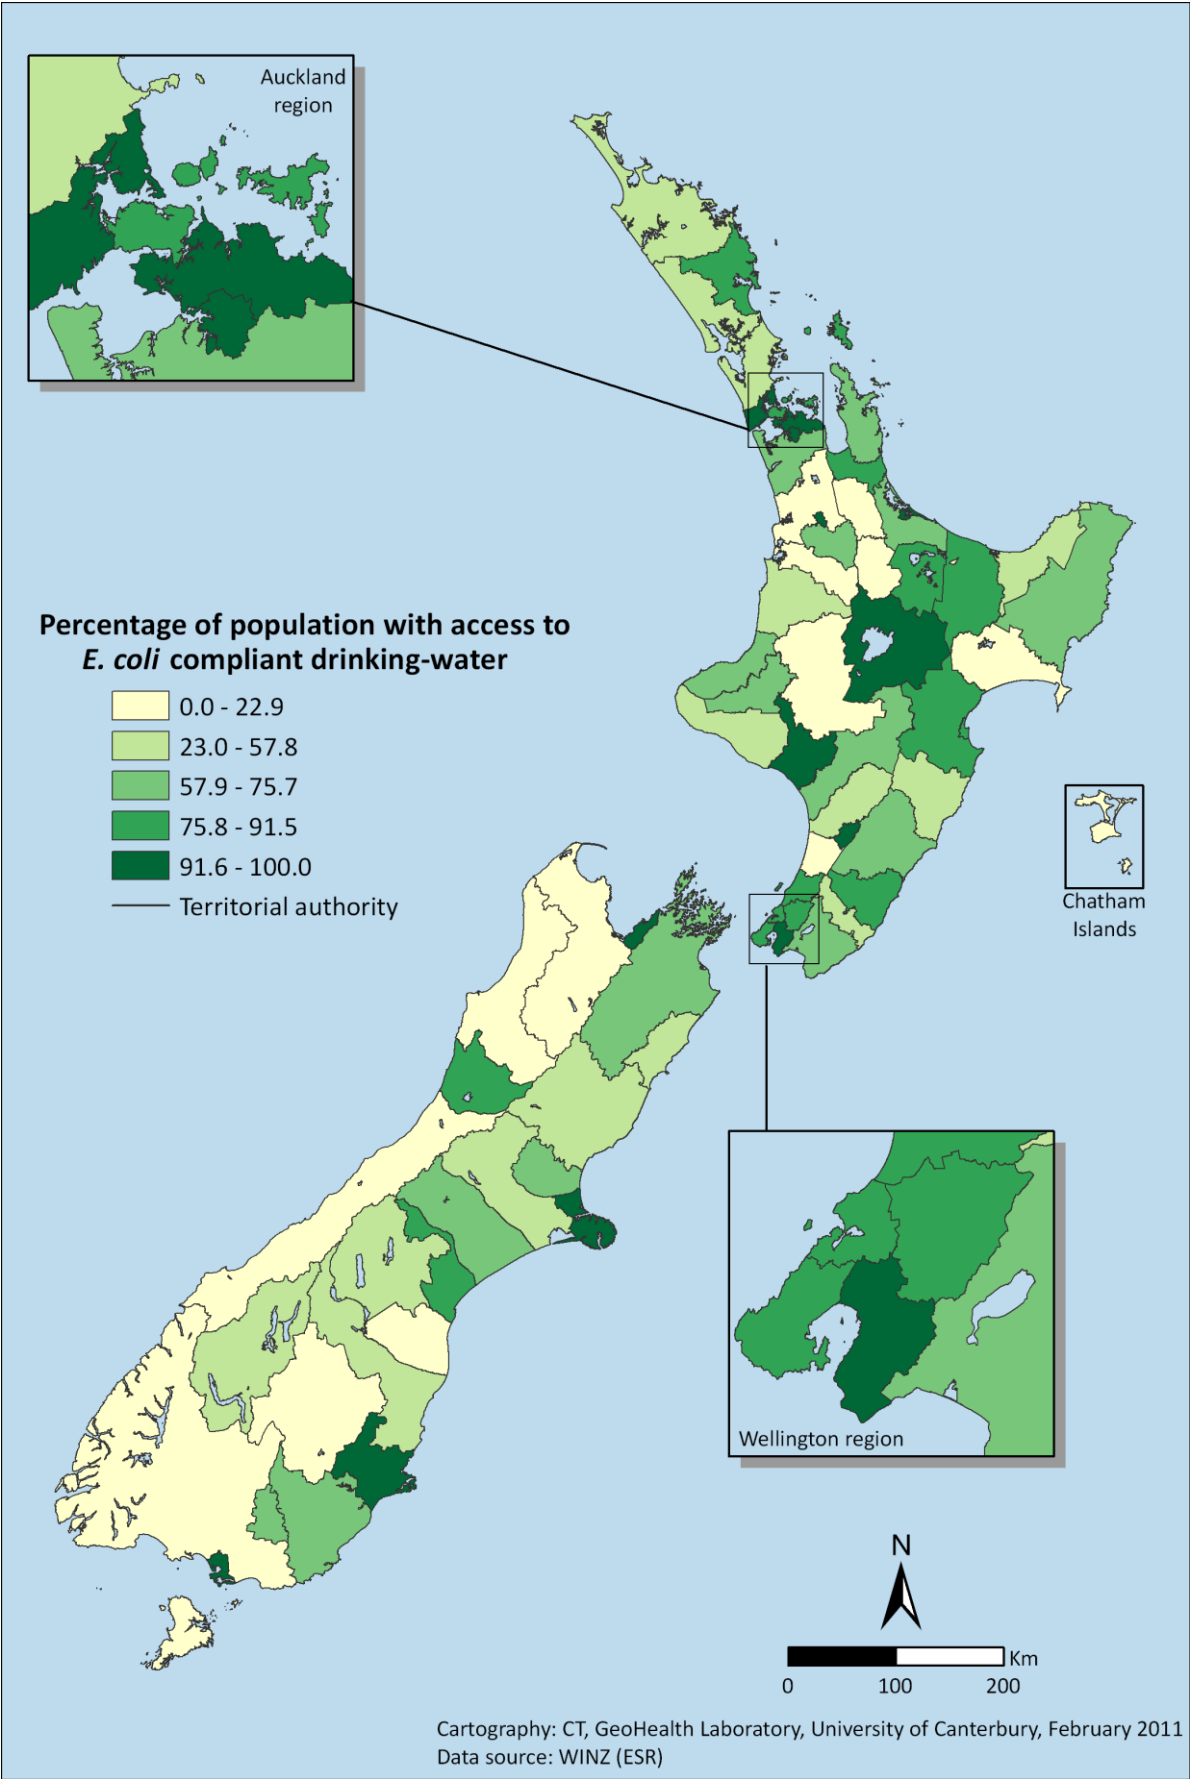 Auckland
region
Percentage of population with access to
E. coli compliant drinking-water
0.0 - 22.9
23.0 - 57.8
57.9 - 75.7
75.8 - 91.5
91.6 - 100.0
Territorial authority
Chatham
Islands
Wellington region
N
Km
0 100 200
Cartography: CT, GeoHealth Laboratory, University of Canterbury, February 2011
Data source: WINZ (ESR)